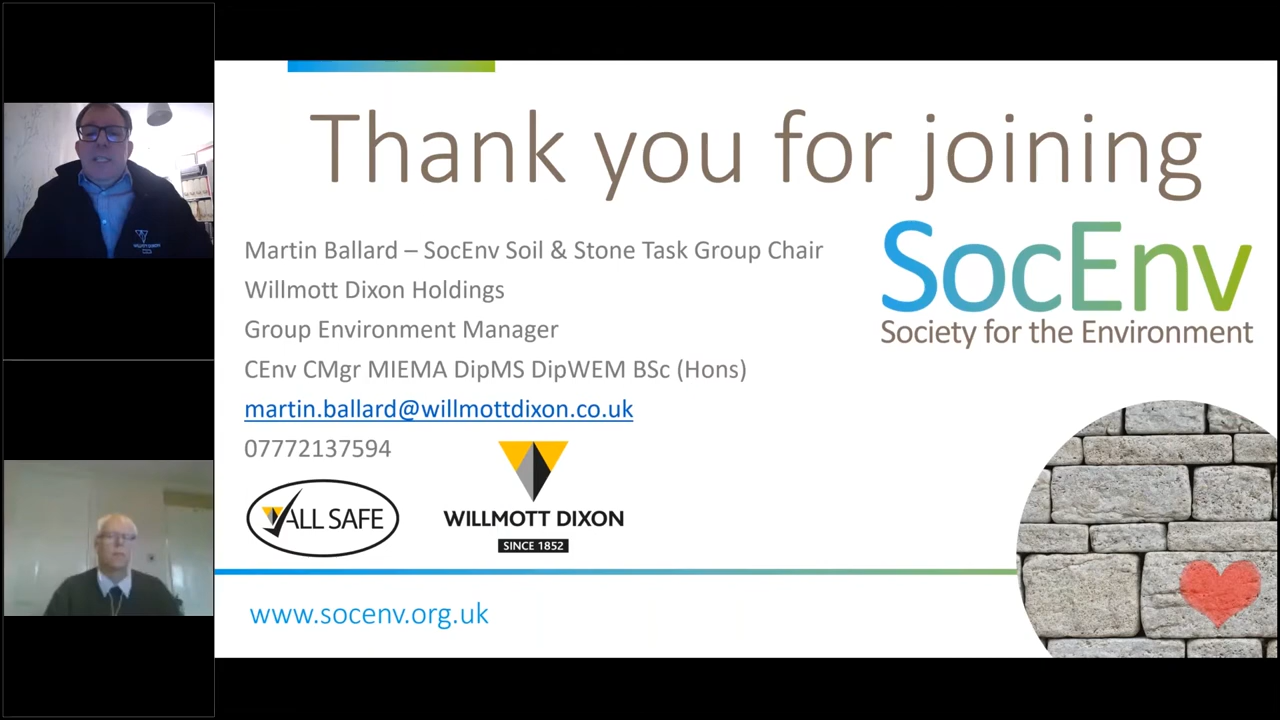 Thank you for joining
Martin Ballard – SocEnv Soil & Stone Task Group Chair
Willmott Dixon Holdings
Group Environment Manager
CEnv CMgr MIEMA DipMS DipWEM BSc (Hons)
martin.ballard@willmottdixon.co.uk
07772137594
SocEnv
Society for the Environment
ALL SAFE
WILLMOTT DIXON
SINCE 1852
www.socenv.org.uk
WILLMOTT DIXON